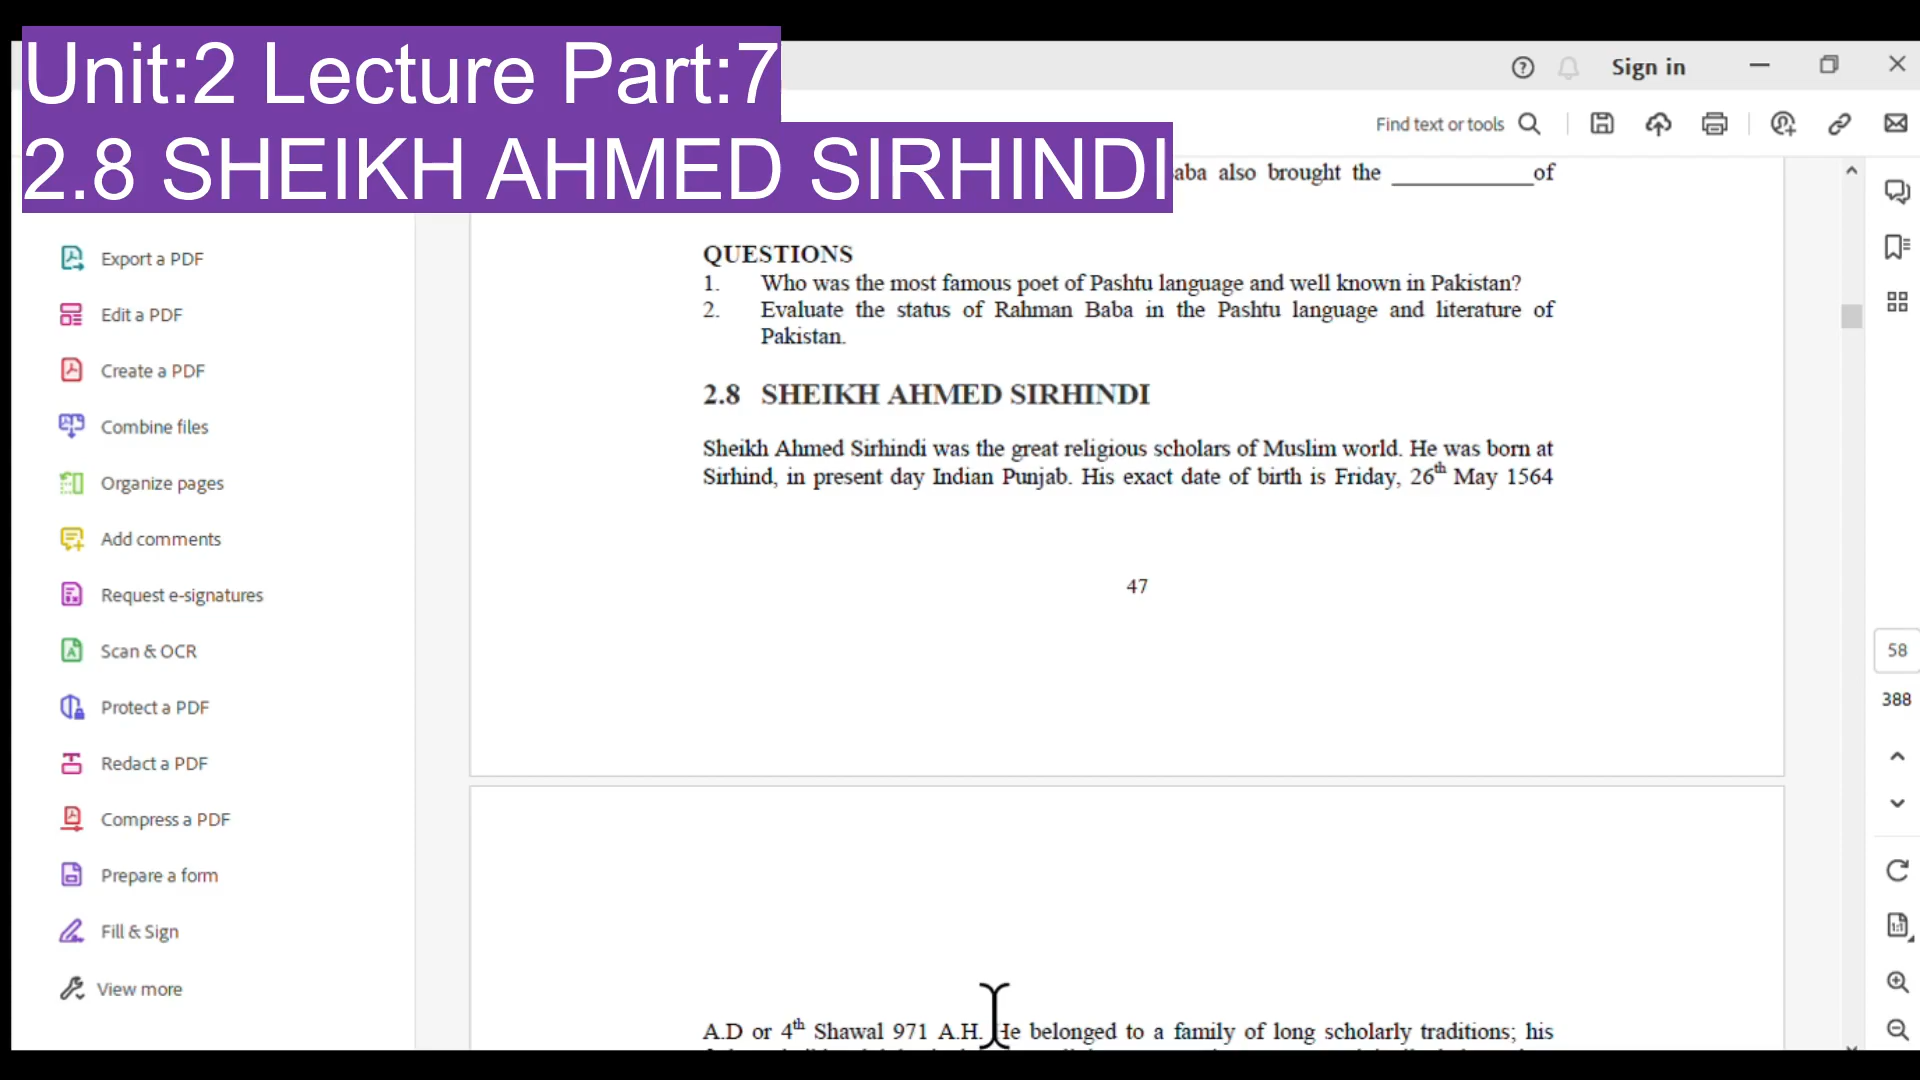 Unit:2 Lecture Part:7
2.8 SHEIKH AHMED SIRHINDI
Sign in
Find text or tools
aba also brought the ____________of
Export a PDF
Edit a PDF
Create a PDF
Combine files
Organize pages
Add comments
Request e-signatures
Scan & OCR
Protect a PDF
Redact a PDF
Compress a PDF
Prepare a form
Fill & Sign
View more
QUESTIONS
1. Who was the most famous poet of Pashtu language and well known in Pakistan?
2. Evaluate the status of Rahman Baba in the Pashtu language and literature of
Pakistan.
2.8 SHEIKH AHMED SIRHINDI
Sheikh Ahmed Sirhindi was the great religious scholars of Muslim world. He was born at
Sirhind, in present day Indian Punjab. His exact date of birth is Friday, 26th May 1564
47
A.D or 4th Shawal 971 A.H. He belonged to a family of long scholarly traditions; his
58
388
1:1